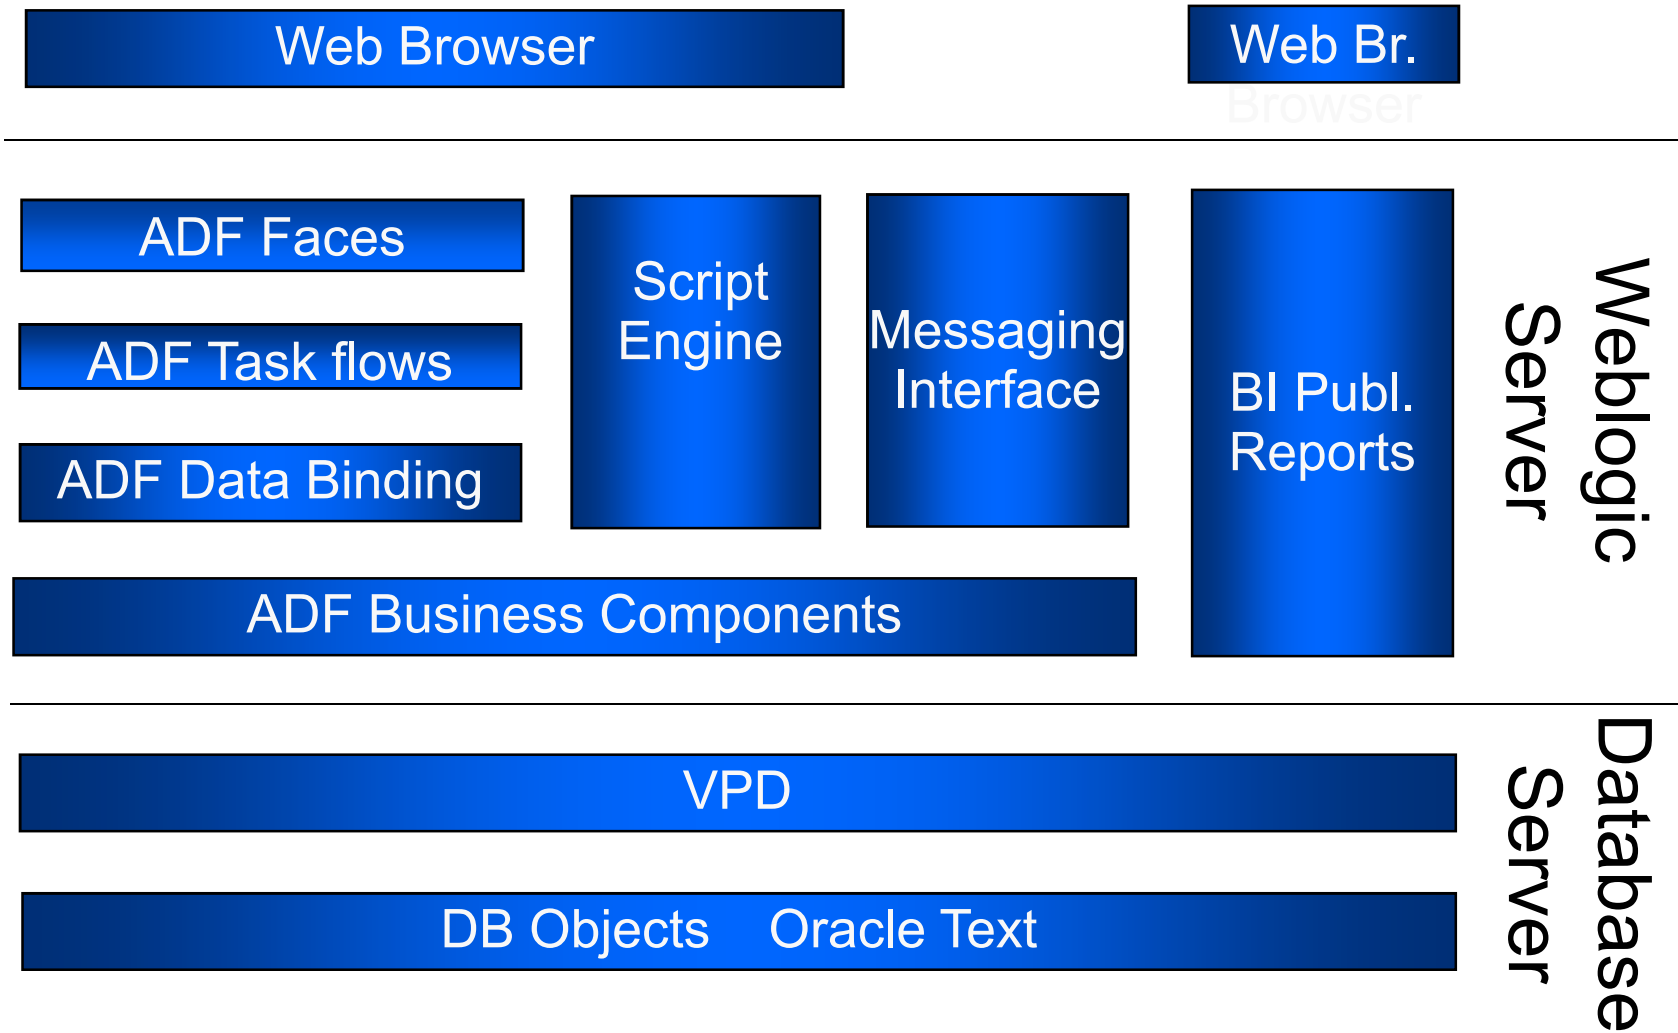 Web Browser
Web Br.
Browser
ADF Faces
ADF Task flows
ADF Data Binding
Script
Engine
Messaging
Interface
BI Publ.
Reports
ADF Business Components
Weblogic
Server
VPD
DB Objects Oracle Text
Database
Server